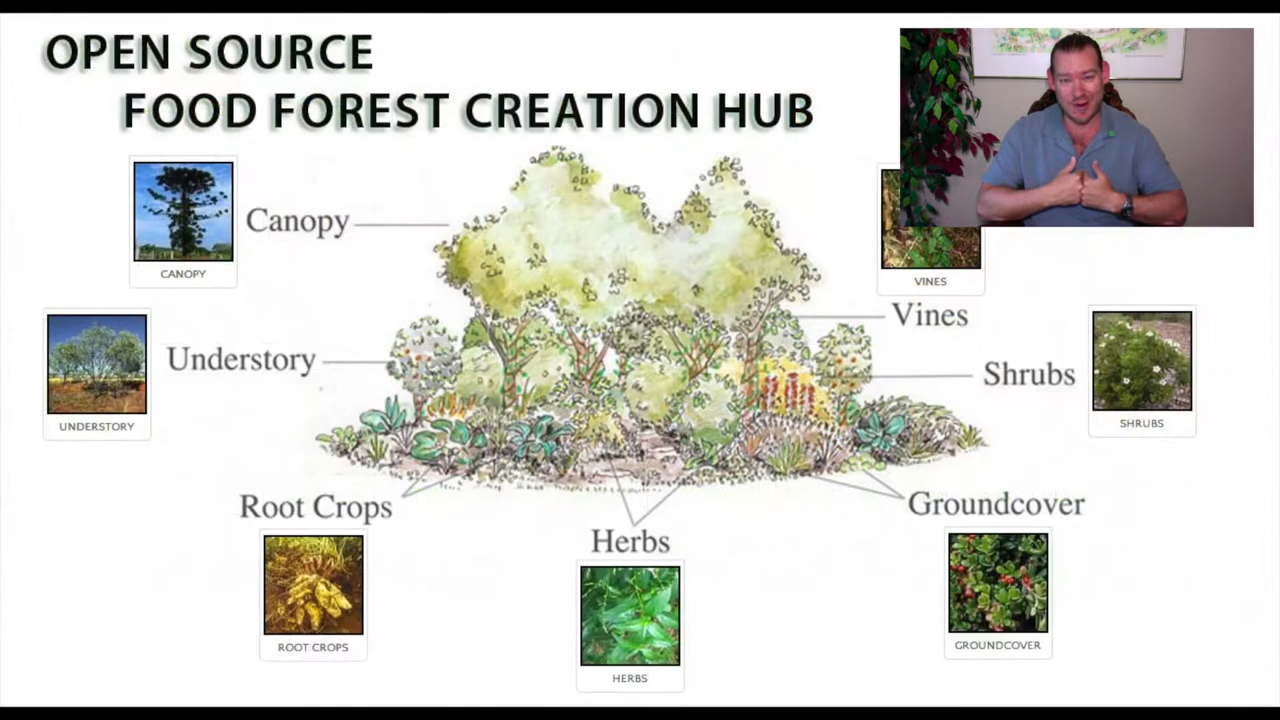 OPEN SOURCE
FOOD FOREST CREATION HUB
Canopy
CANOPY
VINES
Vines
Understory
UNDERSTORY
Shrubs
SHRUBS
Root Crops
ROOT CROPS
Herbs
HERBS
Groundcover
GROUNDCOVER